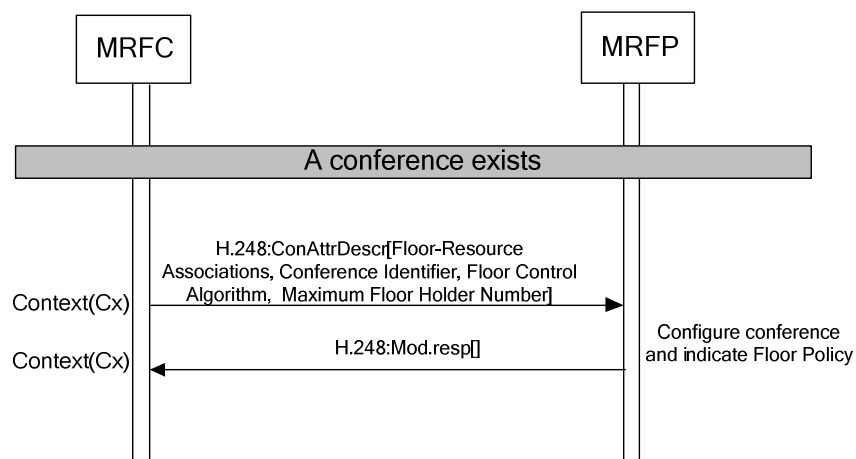 MRFC
MRFP
A conference exists
H.248:ConAttrDescr[Floor-Resource
Associations, Conference Identifier, Floor Control
Algorithm, Maximum Floor Holder Number]
Context(Cx)
Configure conference
and indicate Floor Policy
H.248:Mod.resp[]
Context(Cx)